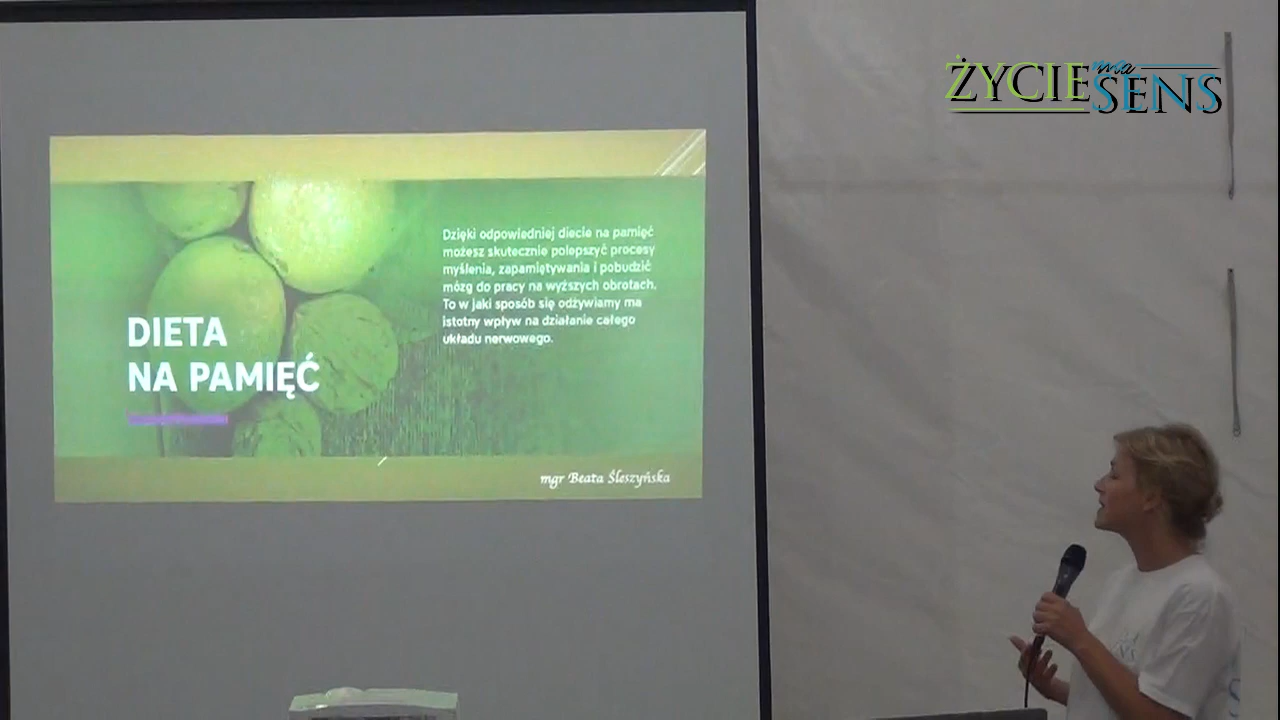 ŻYCIE ma SENS
Dzięki odpowiedniej diecie na pamięć
możesz skutecznie polepszyć procesy
myślenia, zapamiętywania i pobudzić
mózg do pracy na wyższych obrotach.
To w jaki sposób się odżywiamy ma
istotny wpływ na działanie całego
układu nerwowego.
DIETA
NA PAMIĘĆ
mgr Beata Śleszyńska